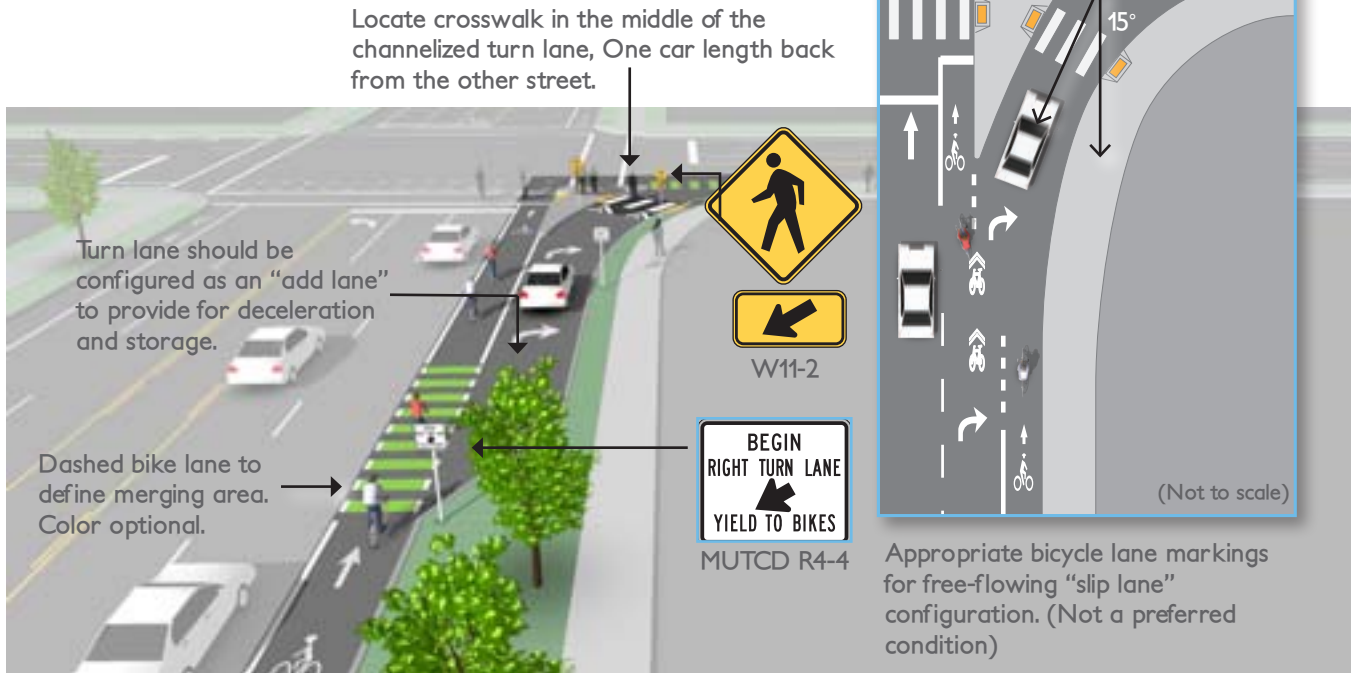 Locate crosswalk in the middle of the
channelized turn lane, One car length back
from the other street.
15°
Turn lane should be
configured as an “add lane”
to provide for deceleration
and storage.
W11-2
Dashed bike lane to
define merging area.
Color optional.
BEGIN
RIGHT TURN LANE
YIELD TO BIKES
MUTCD R4-4
(Not to scale)
Appropriate bicycle lane markings
for free-flowing “slip lane”
configuration. (Not a preferred
condition)